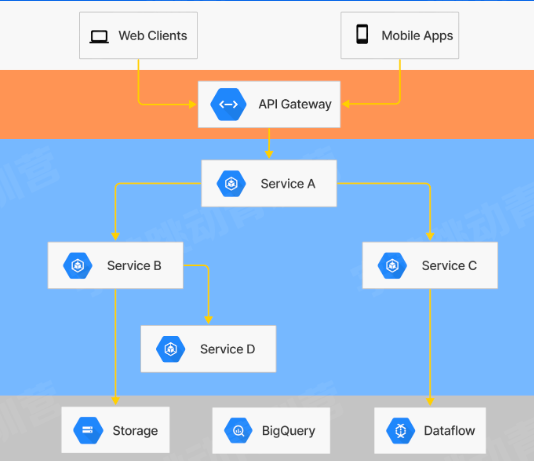 Web Clients
Mobile Apps
API Gateway
Service A
Service B
Service C
Service D
Storage
BigQuery
Dataflow